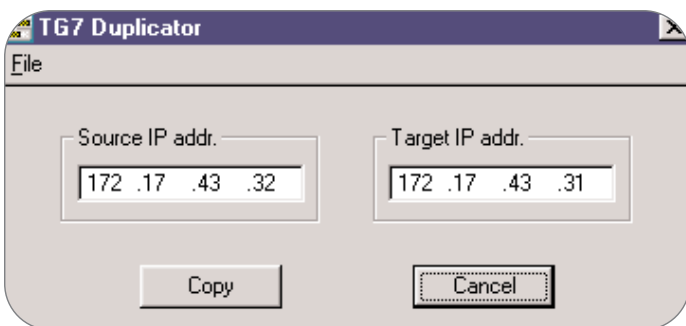 TG7 Duplicator
File
Source IP addr.
172 .17 .43 .32
Target IP addr.
172 .17 .43 .31
Copy
Cancel